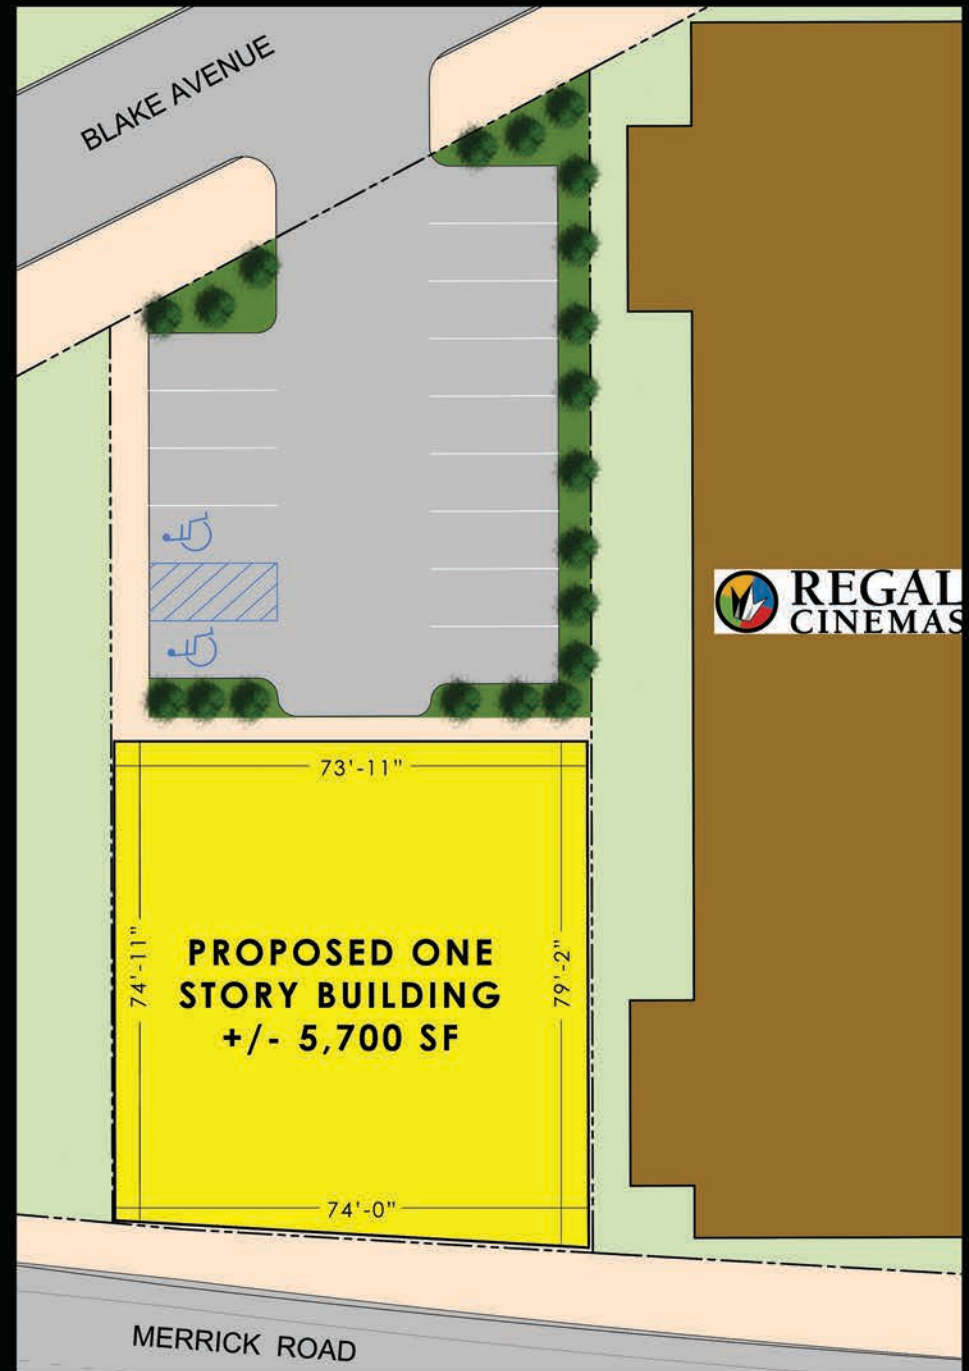 BLAKE AVENUE
REGAL
CINEMAS
73'-11"
74'-11"
PROPOSED ONE
STORY BUILDING
+/- 5,700 SF
79'-2"
74'-0"
MERRICK ROAD